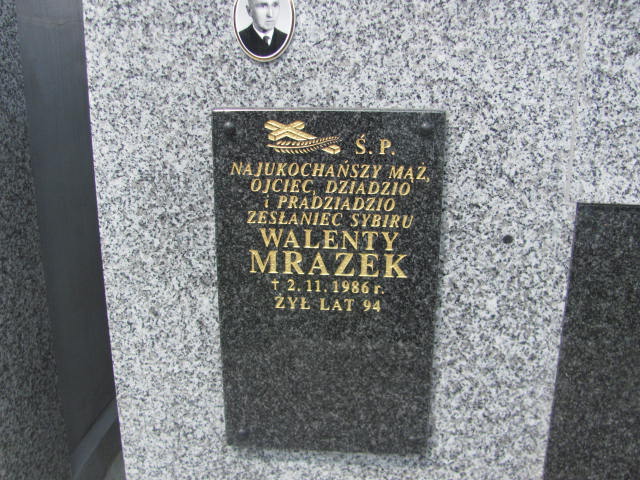 Ś.P.
NAJUKOCHAŃSZY MĄŻ,
OJCIEC, DZIADZIO
i PRADZIADZIO
ZESŁANIEC SYBIRU
WALENTY
MRAZEK
† 2.11.1986 r.
ŻYŁ LAT 94